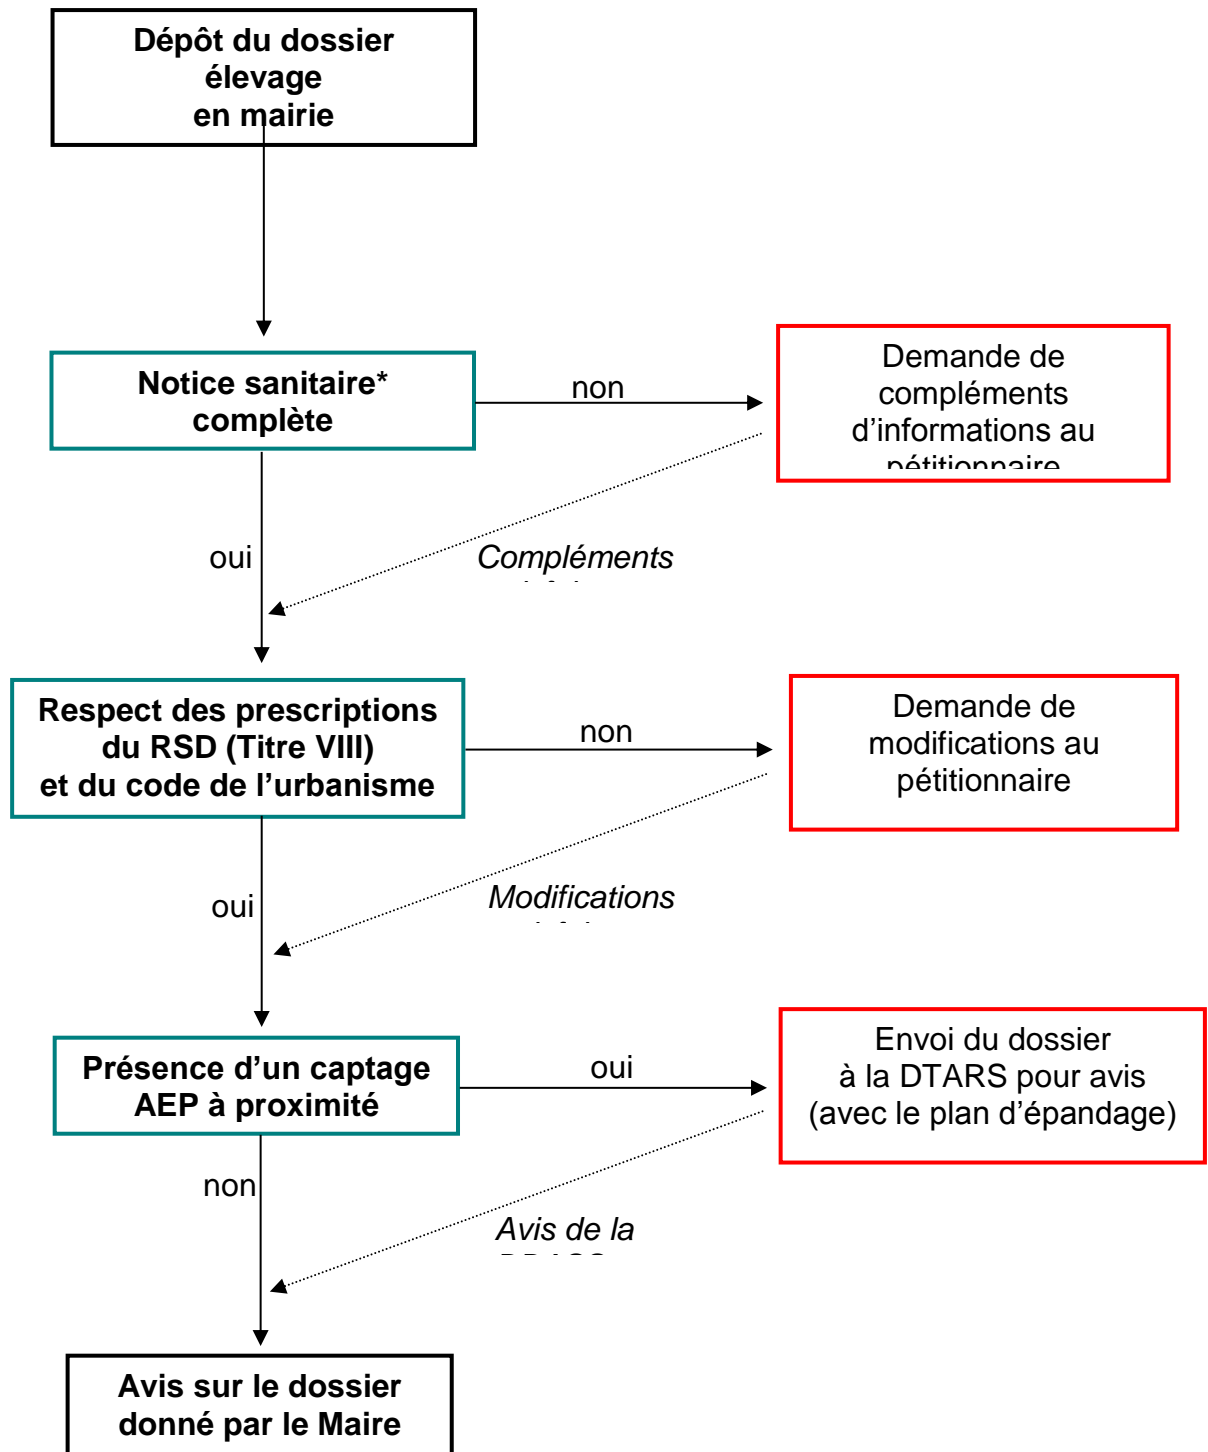 Dépôt du dossier
élevage
en mairie
Notice sanitaire*
complète
non
Demande de
compléments
d'informations au
pétitionnaire
oui
Compléments
Respect des prescriptions
du RSD (Titre VIII)
et du code de l'urbanisme
non
Demande de
modifications au
pétitionnaire
oui
Modifications
Présence d'un captage
AEP à proximité
oui
Envoi du dossier
à la DTARS pour avis
(avec le plan d'épandage)
non
Avis de la
Avis sur le dossier
donné par le Maire